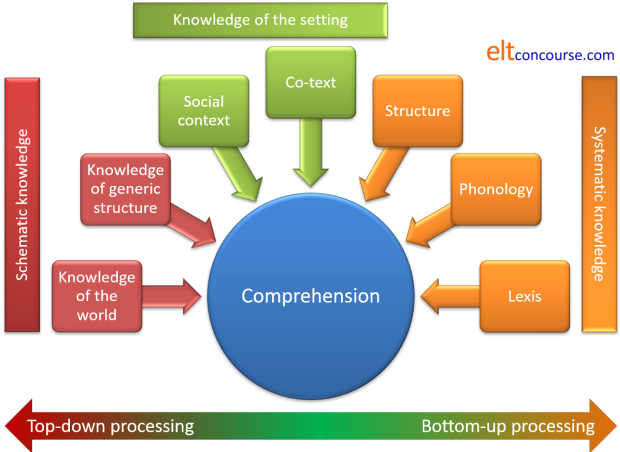 Knowledge of the setting
eltconcourse.com
Co-text
Social
context
Structure
Knowledge
of generic
structure
Phonology
Schematic knowledge
Systematic knowledge
Knowledge
of the
world
Comprehension
Lexis
Top-down processing
Bottom-up processing